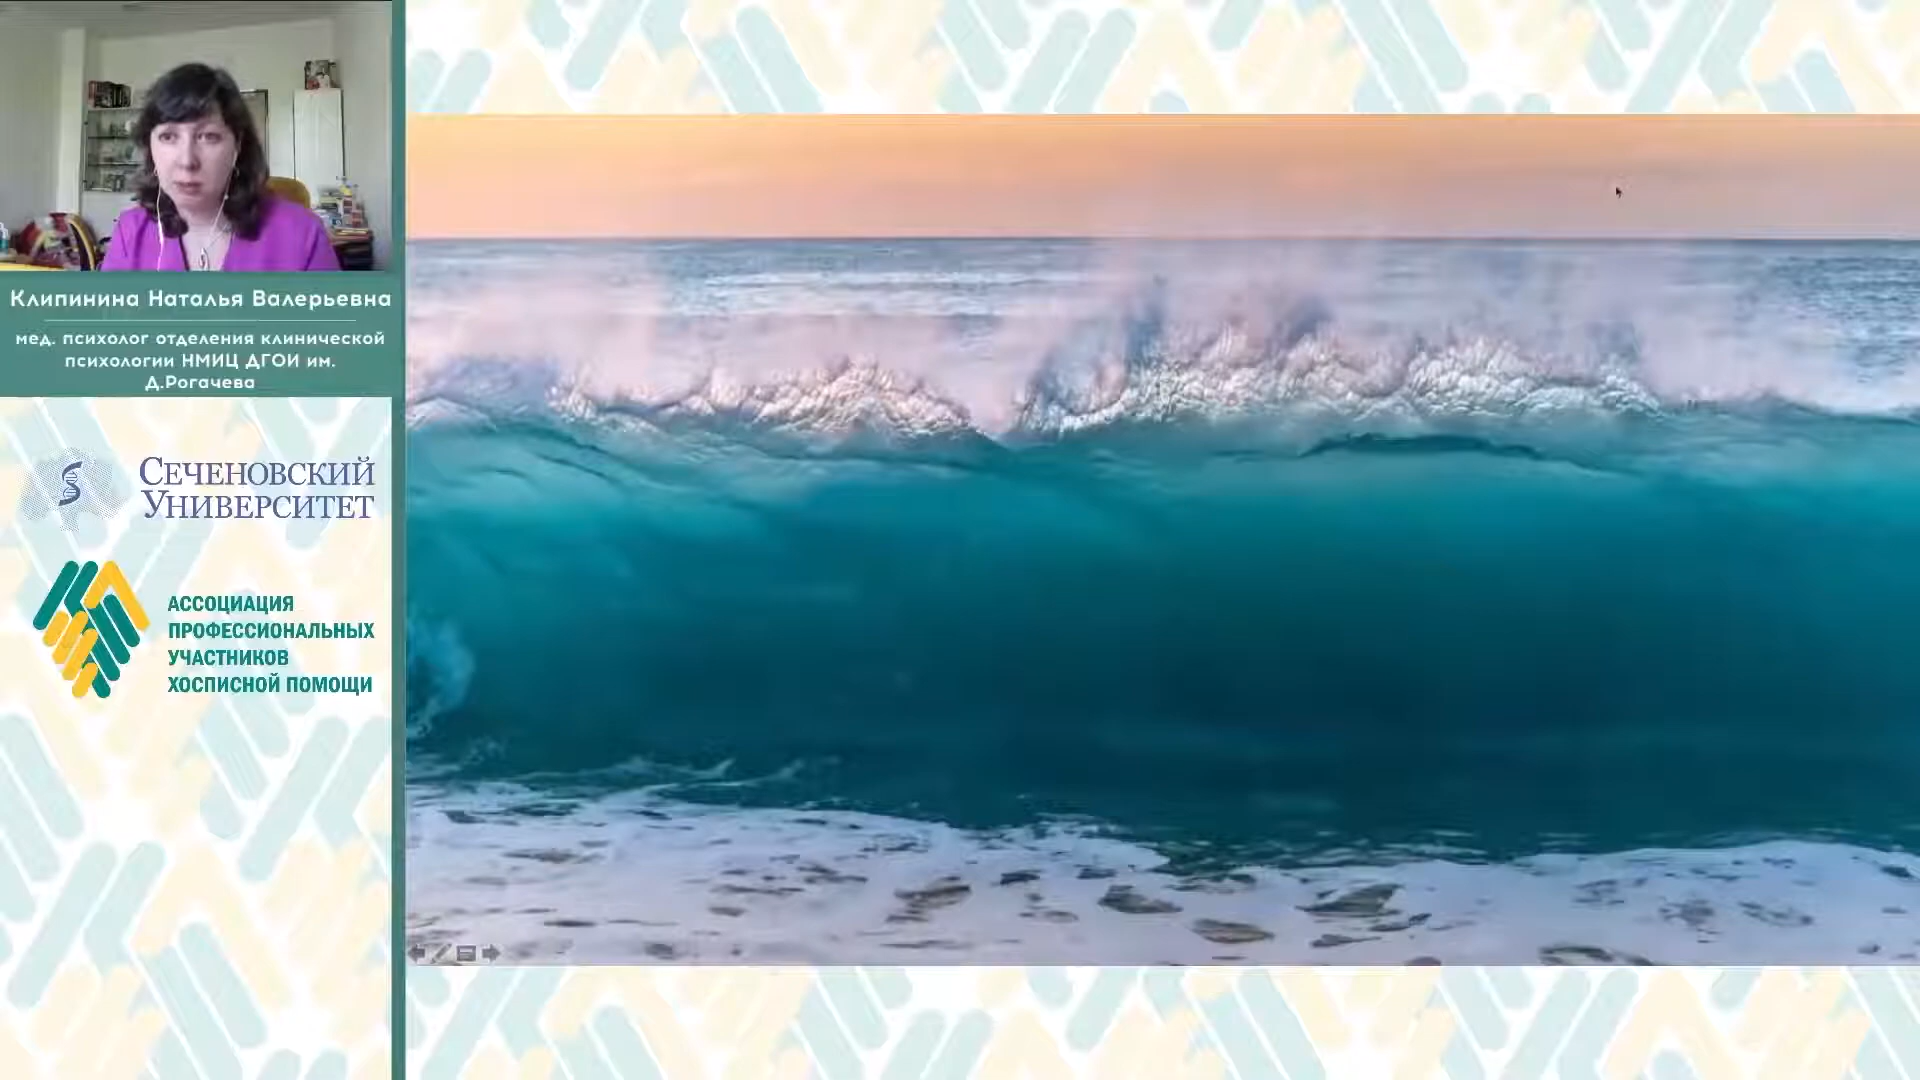 Клипинина Наталья Валерьевна
мед. психолог отделения клинической
психологии НМИЦ ДГОИ им.
Д.Рогачева
СЕЧЕНОВСКИЙ
УНИВЕРСИТЕТ
АССОЦИАЦИЯ
ПРОФЕССИОНАЛЬНЫХ
УЧАСТНИКОВ
ХОСПИСНОЙ ПОМОЩИ